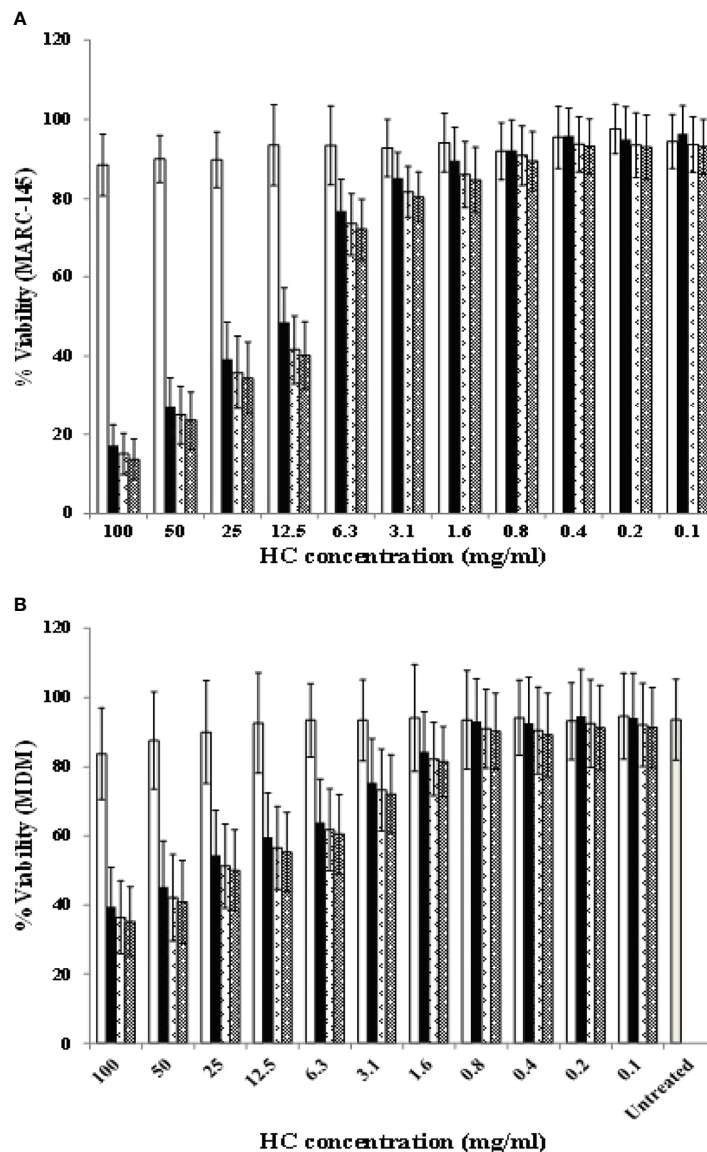 A
120
100
80
60
40
20
0
% Viability (MARC-145)
100 50 25 12.5 6.3 3.1 1.6 0.8 0.4 0.2 0.1
HC concentration (mg/ml)
B
120
100
80
60
40
20
0
% Viability (MDM)
100 50 25 12.5 6.3 3.1 1.6 0.8 0.4 0.2 0.1 Untreated
HC concentration (mg/ml)